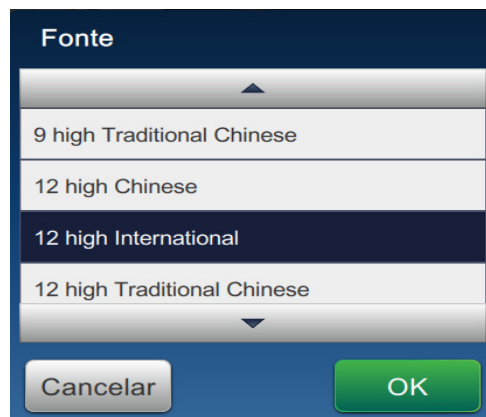 Fonte
9 high Traditional Chinese
12 high Chinese
12 high International
12 high Traditional Chinese
Cancelar
OK